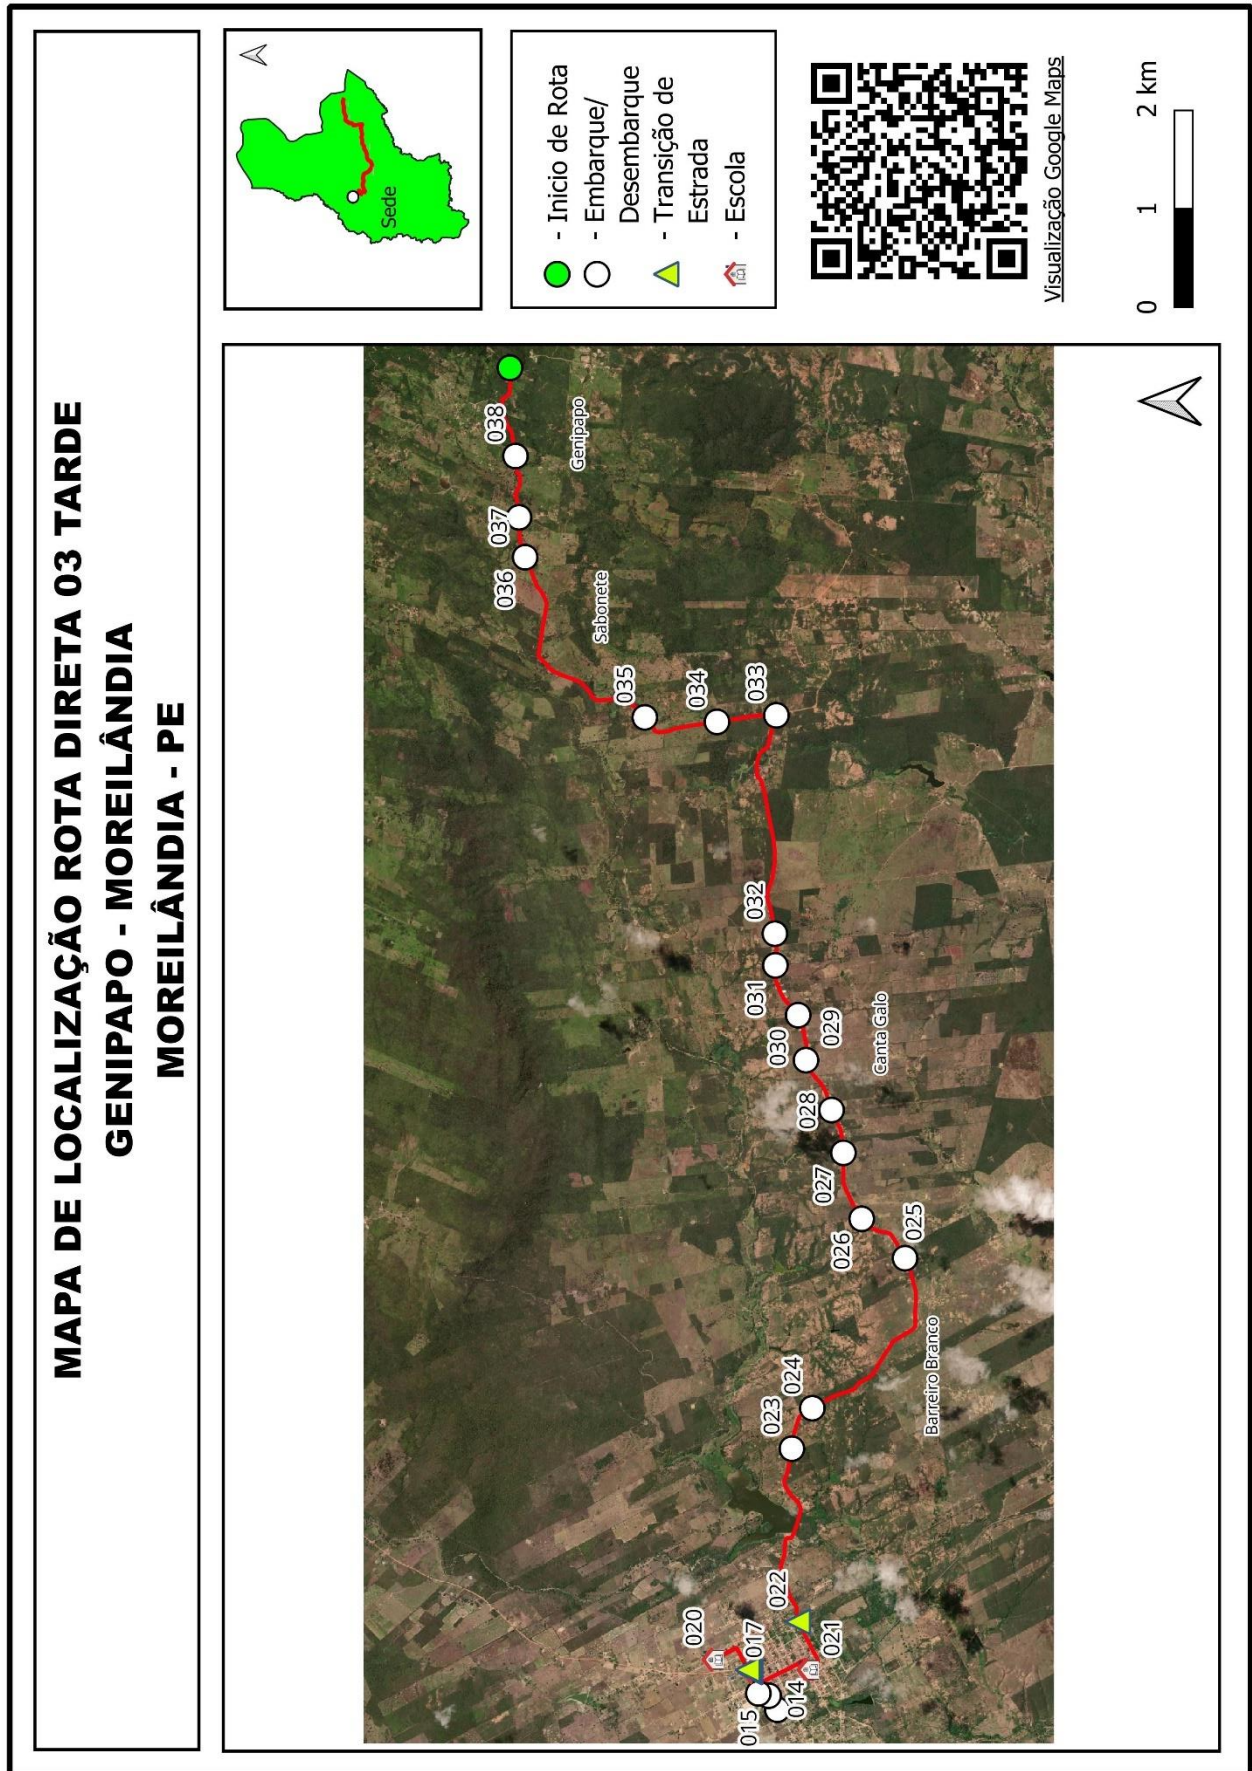 MAPA DE LOCALIZAÇÃO ROTA DIRETA 03 TARDE
GENIPAPO - MOREILÂNDIA
MOREILÂNDIA - PE
Sede
- Inicio de Rota
- Embarque/
Desembarque
- Transição de
Estrada
- Escola
Visualização Google Maps
0 1 2 km
038
Genipapo
037
036
Sabonete
035
034
033
032
031
030
029
Canta Galo
028
027
026
025
Barreiro Branco
024
023
022
021
020
017
015
014